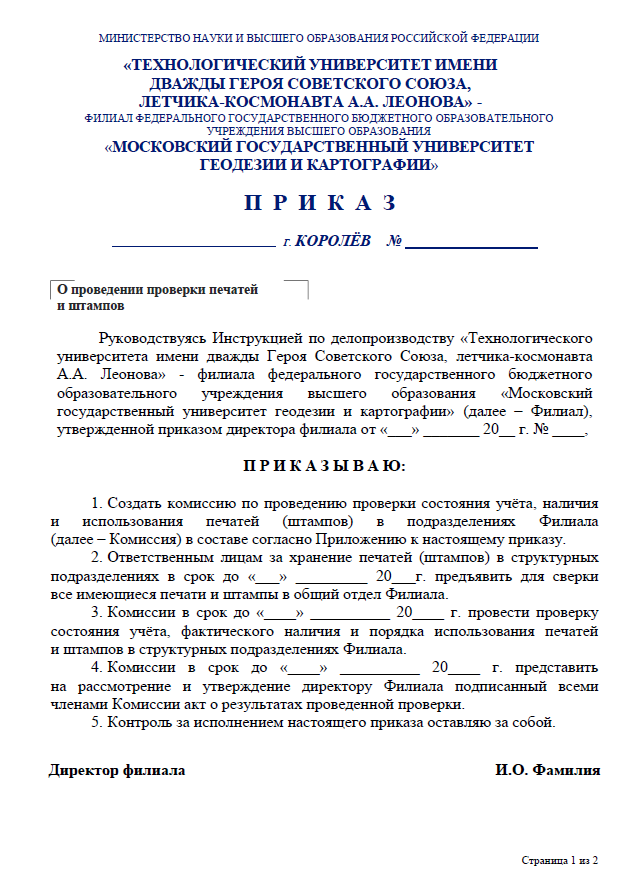 МИНИСТЕРСТВО НАУКИ И ВЫСШЕГО ОБРАЗОВАНИЯ РОССИЙСКОЙ ФЕДЕРАЦИИ
«ТЕХНОЛОГИЧЕСКИЙ УНИВЕРСИТЕТ ИМЕНИ
ДВАЖДЫ ГЕРОЯ СОВЕТСКОГО СОЮЗА,
ЛЕТЧИКА-КОСМОНАВТА А.А. ЛЕОНОВА» -
ФИЛИАЛ ФЕДЕРАЛЬНОГО ГОСУДАРСТВЕННОГО БЮДЖЕТНОГО ОБРАЗОВАТЕЛЬНОГО
УЧРЕЖДЕНИЯ ВЫСШЕГО ОБРАЗОВАНИЯ
«МОСКОВСКИЙ ГОСУДАРСТВЕННЫЙ УНИВЕРСИТЕТ
ГЕОДЕЗИИ И КАРТОГРАФИИ»
П Р И К А З
____________________ г. КОРОЛЁВ № ________________
О проведении проверки печатей
и штампов
Руководствуясь Инструкцией по делопроизводству «Технологического
университета имени дважды Героя Советского Союза, летчика-космонавта
А.А. Леонова» - филиала федерального государственного бюджетного
образовательного учреждения высшего образования «Московский
государственный университет геодезии и картографии» (далее – Филиал),
утвержденной приказом директора филиала от «___» _______ 20__ г. № ____,
П Р И К А З Ы В А Ю:
1. Создать комиссию по проведению проверки состояния учёта, наличия
и использования печатей (штампов) в подразделениях Филиала
(далее – Комиссия) в составе согласно Приложению к настоящему приказу.
2. Ответственным лицам за хранение печатей (штампов) в структурных
подразделениях в срок до «___» _________ 20___г. предъявить для сверки
все имеющиеся печати и штампы в общий отдел Филиала.
3. Комиссии в срок до «____» __________ 20____ г. провести проверку
состояния учёта, фактического наличия и порядка использования печатей
и штампов в структурных подразделениях Филиала.
4. Комиссии в срок до «____» __________ 20____ г. представить
на рассмотрение и утверждение директору Филиала подписанный всеми
членами Комиссии акт о результатах проведенной проверки.
5. Контроль за исполнением настоящего приказа оставляю за собой.
Директор филиала И.О. Фамилия
Страница 1 из 2